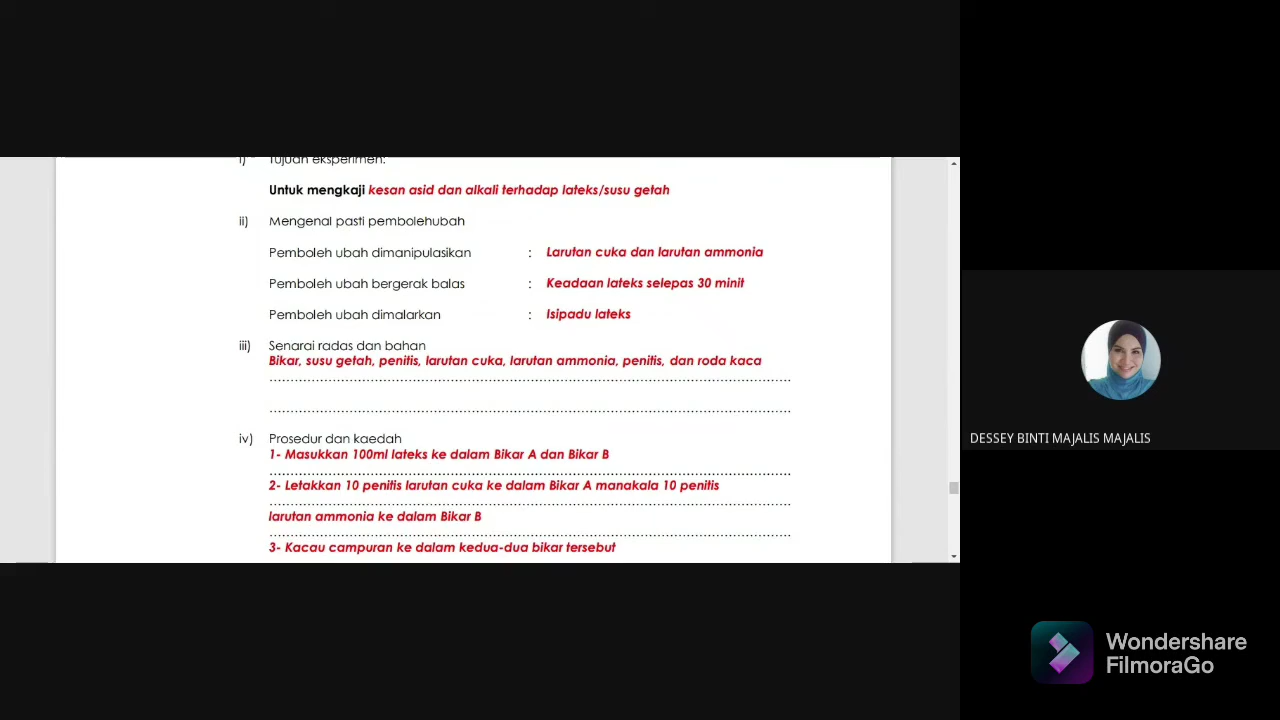 i) Tujuan eksperimen:
Untuk mengkaji kesan asid dan alkali terhadap lateks/susu getah
ii) Mengenal pasti pembolehubah
Pemboleh ubah dimanipulasikan : Larutan cuka dan larutan ammonia
Pemboleh ubah bergerak balas : Keadaan lateks selepas 30 minit
Pemboleh ubah dimalarkan : Isipadu lateks
iii) Senarai radas dan bahan
Bikar, susu getah, penitis, larutan cuka, larutan ammonia, penitis, dan roda kaca
iv) Prosedur dan kaedah
1- Masukkan 100ml lateks ke dalam Bikar A dan Bikar B
2- Letakkan 10 penitis larutan cuka ke dalam Bikar A manakala 10 penitis
larutan ammonia ke dalam Bikar B
3- Kacau campuran ke dalam kedua-dua bikar tersebut
DESSEY BINTI MAJALIS MAJALIS
Wondershare
FilmoraGo